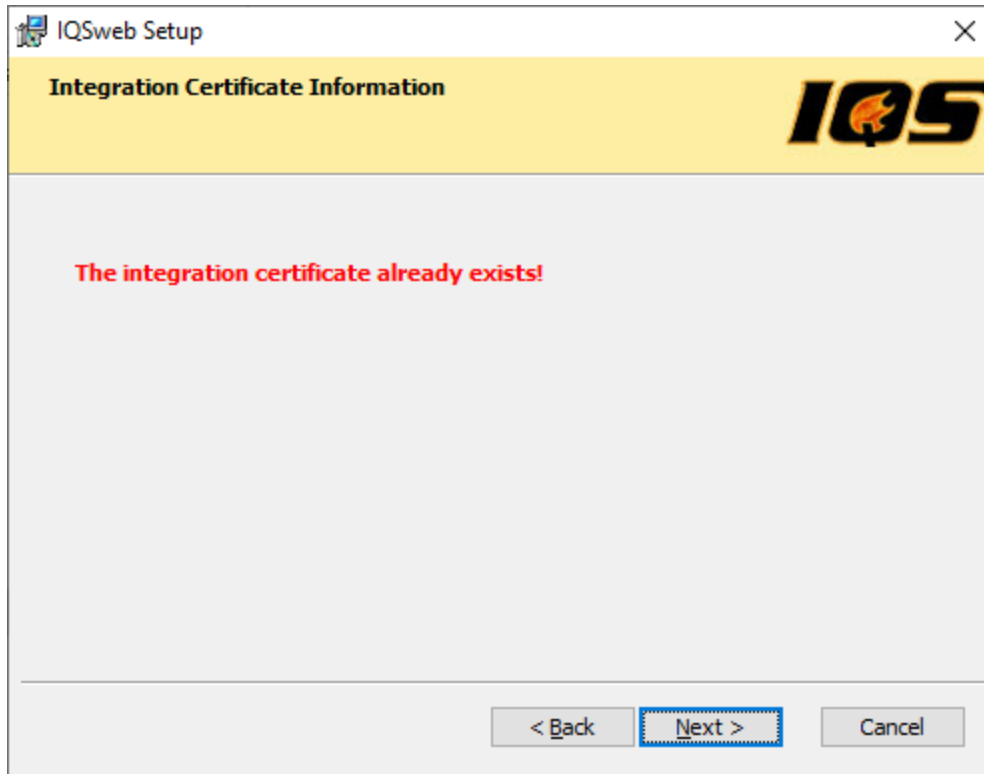 IQSweb Setup
Integration Certificate Information
IQS
The integration certificate already exists!
< Back
Next >
Cancel